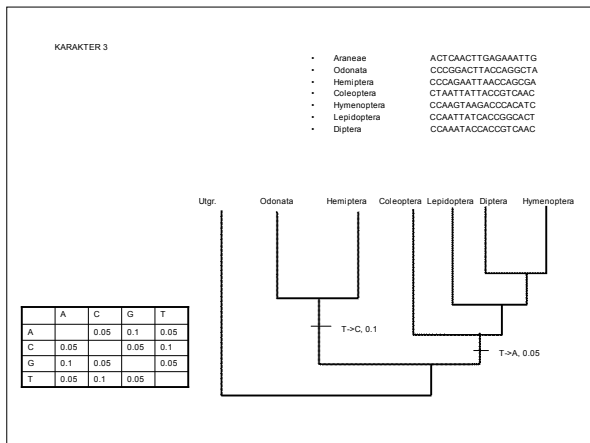 KARAKTER 3
• Araneae ACTCAACTTGAGAAATTG
• Odonata CCCGGACTTACCAGGCTA
• Hemiptera CCCAGAATTAACCAGCGA
• Coleoptera CTAATTATTACCGTCAAC
• Hymenoptera CCAAGTAAGACCCACATC
• Lepidoptera CCAATTATCACCGGCACT
• Diptera CCAAATACCACCGTCAAC
Utgr. Odonata Hemiptera Coleoptera Lepidoptera Diptera Hymenoptera
A C G T
A 0.05 0.1 0.05
C 0.05 0.05 0.1
G 0.1 0.05 0.05
T 0.05 0.1 0.05
T->C, 0.1
T->A, 0.05